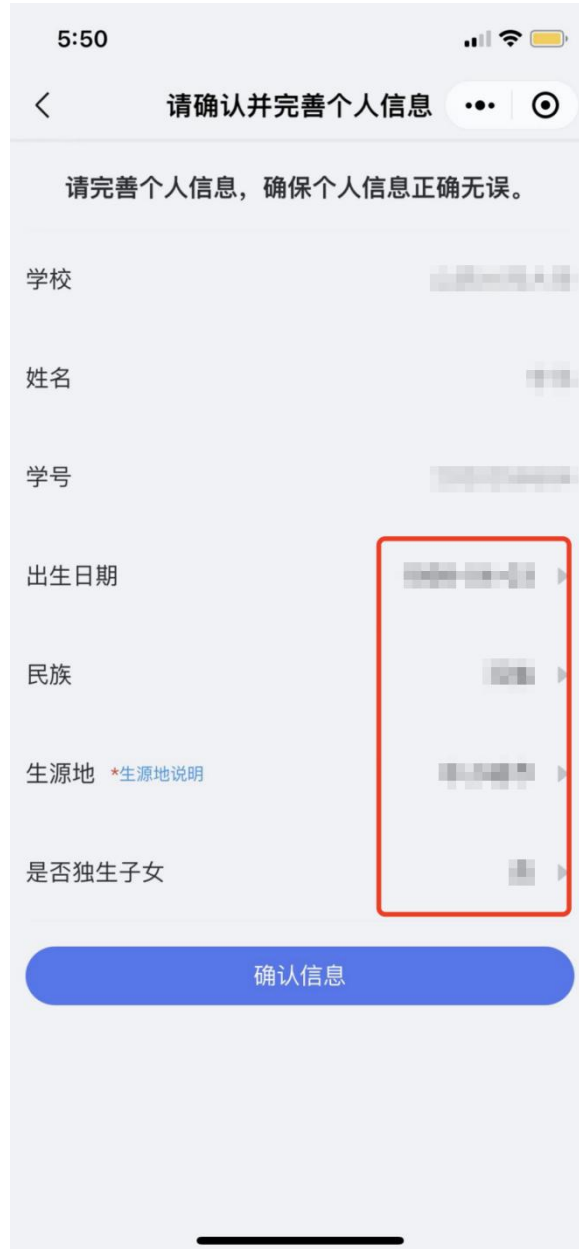 5:50
请确认并完善个人信息
请完善个人信息，确保个人信息正确无误。
学校
姓名
学号
出生日期
民族
生源地 *生源地说明
是否独生子女
确认信息